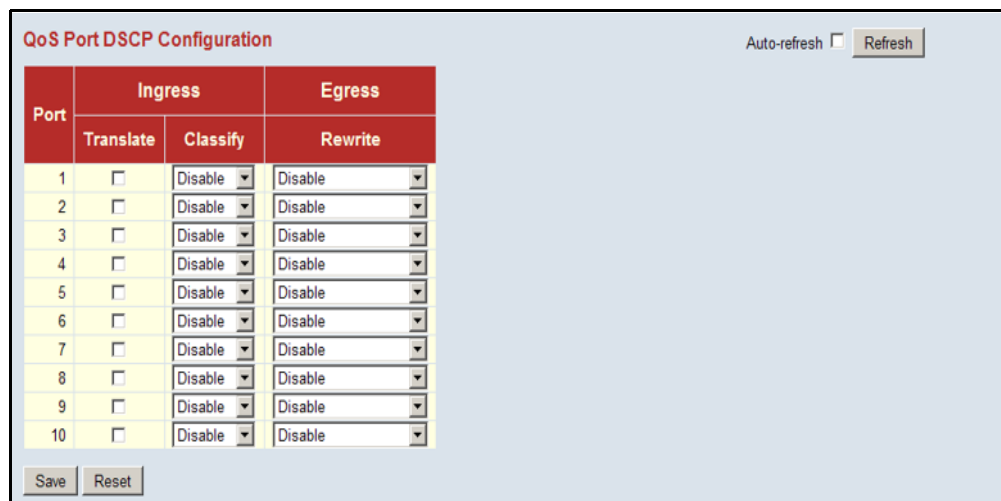 QoS Port DSCP Configuration
Auto-refresh Refresh
Port Ingress Egress
Translate Classify Rewrite
1 Disable Disable
2 Disable Disable
3 Disable Disable
4 Disable Disable
5 Disable Disable
6 Disable Disable
7 Disable Disable
8 Disable Disable
9 Disable Disable
10 Disable Disable
Save Reset